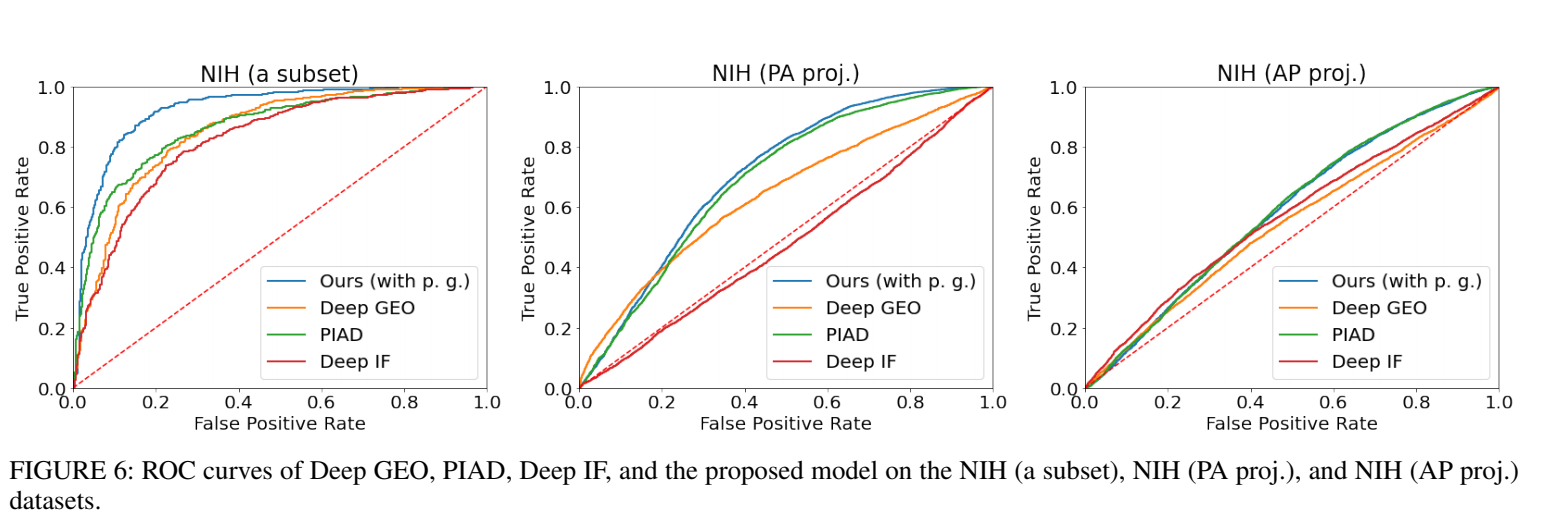 NIH (a subset)
1.0
0.8
0.6
0.4
0.2
0.0
True Positive Rate
0.0 0.2 0.4 0.6 0.8 1.0
False Positive Rate
Ours (with p. g.)
Deep GEO
PIAD
Deep IF
NIH (PA proj.)
1.0
0.8
0.6
0.4
0.2
0.0
True Positive Rate
0.0 0.2 0.4 0.6 0.8 1.0
False Positive Rate
Ours (with p. g.)
Deep GEO
PIAD
Deep IF
NIH (AP proj.)
1.0
0.8
0.6
0.4
0.2
0.0
True Positive Rate
0.0 0.2 0.4 0.6 0.8 1.0
False Positive Rate
Ours (with p. g.)
Deep GEO
PIAD
Deep IF
FIGURE 6: ROC curves of Deep GEO, PIAD, Deep IF, and the proposed model on the NIH (a subset), NIH (PA proj.), and NIH (AP proj.)
datasets.